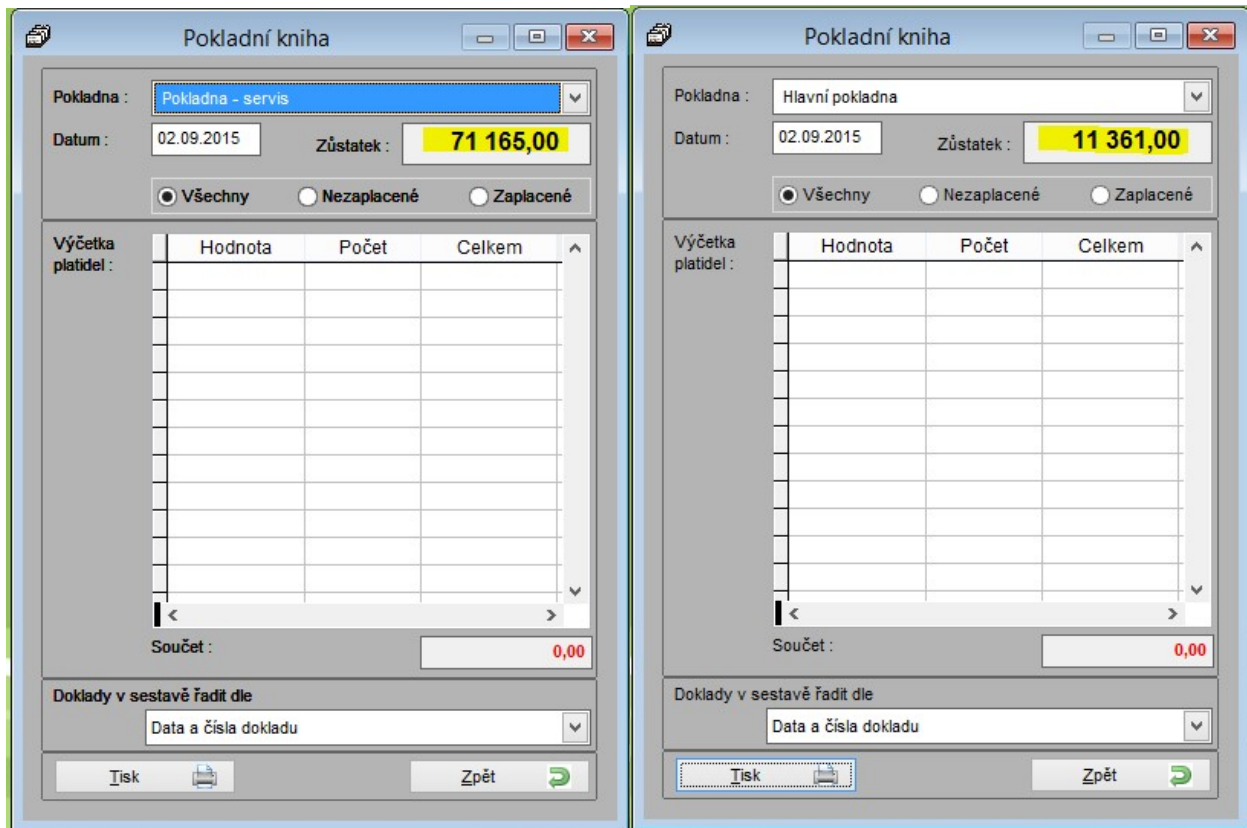 Pokladní kniha
Pokladna :
Pokladna - servis
Datum :
02.09.2015
Zůstatek :
71 165,00
Všechny
Nezaplacené
Zaplacené
Výčetka
platidel :
Hodnota
Počet
Celkem
Součet :
0,00
Doklady v sestavě řadit dle
Data a čísla dokladu
Tisk
Zpět
Pokladní kniha
Pokladna :
Hlavní pokladna
Datum :
02.09.2015
Zůstatek :
11 361,00
Všechny
Nezaplacené
Zaplacené
Výčetka
platidel :
Hodnota
Počet
Celkem
Součet :
0,00
Doklady v sestavě řadit dle
Data a čísla dokladu
Tisk
Zpět